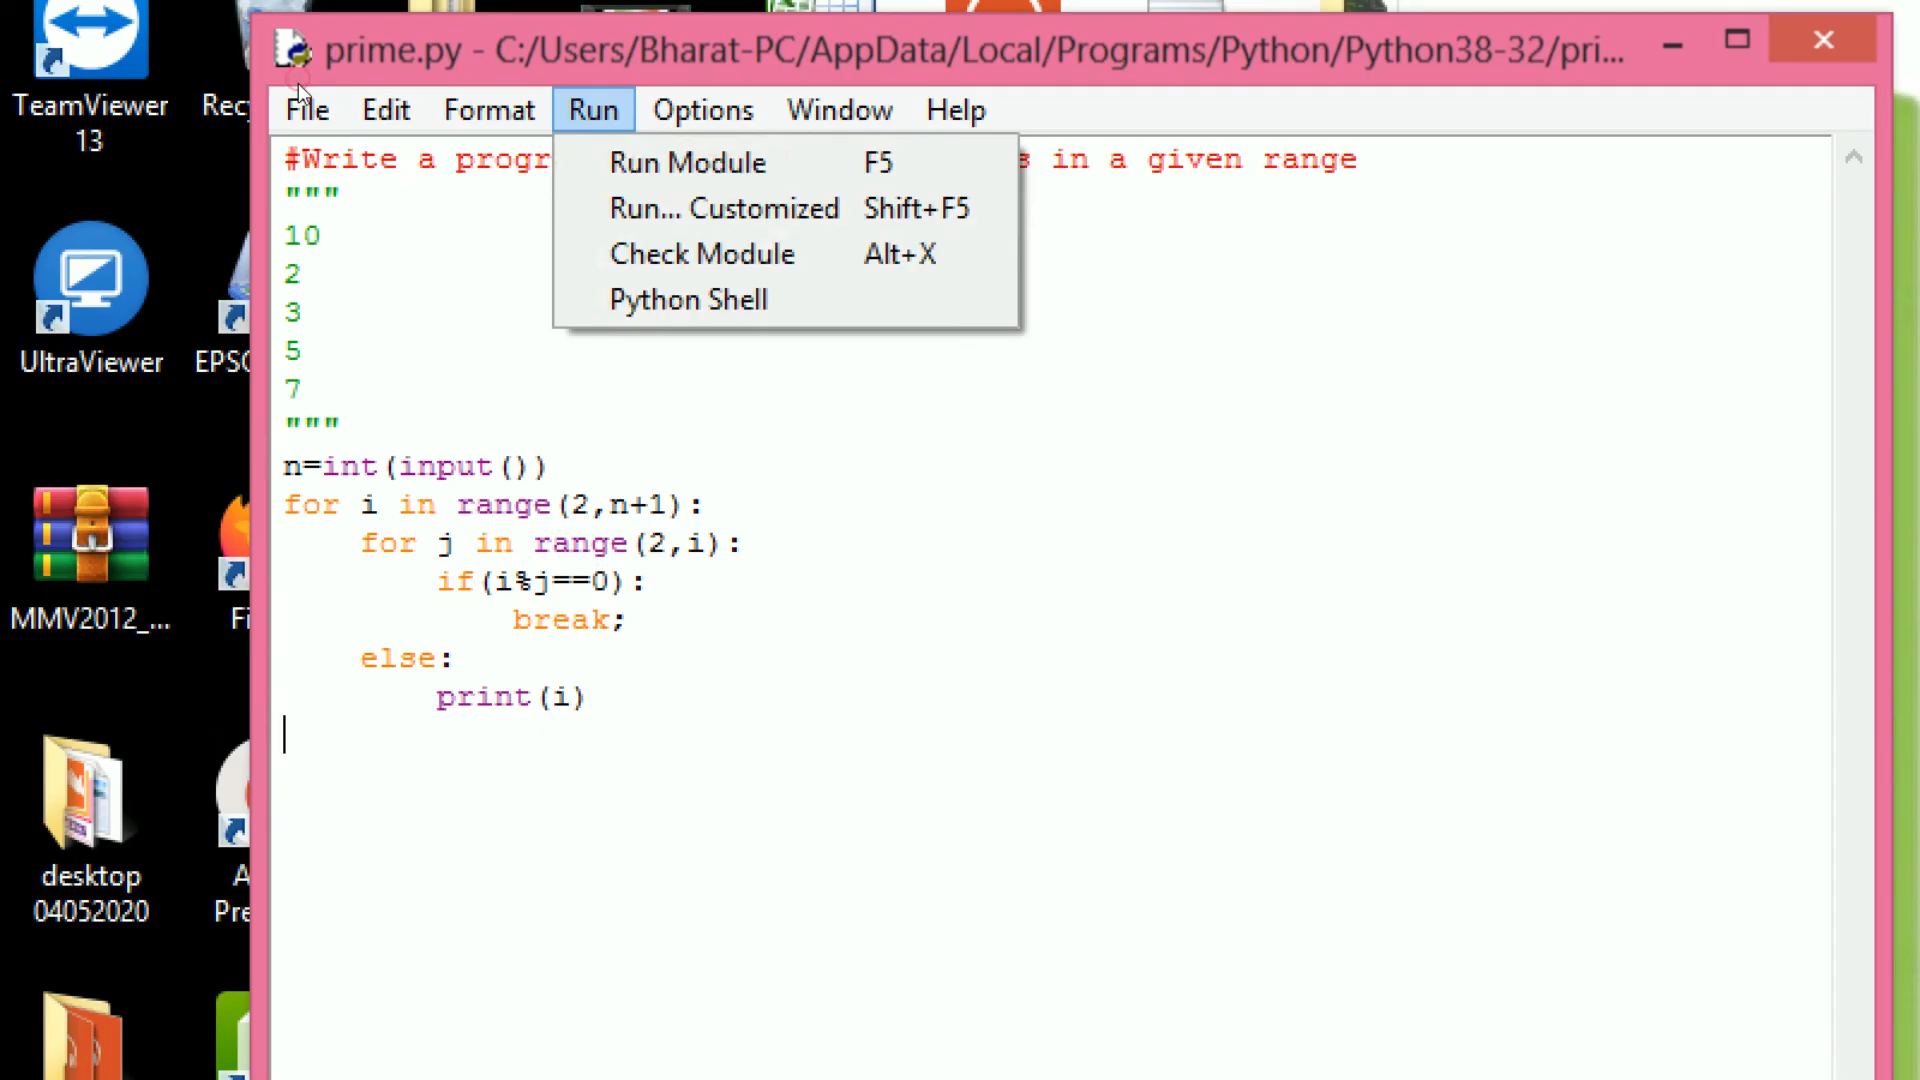 prime.py - C:/Users/Bharat-PC/AppData/Local/Programs/Python/Python38-32/pri...
File Edit Format Run Options Window Help
#Write a progr in a given range
"""
10
2
3
5
7
"""
n=int(input())
for i in range(2,n+1):
    for j in range(2,i):
        if(i%j==0):
            break;
    else:
        print(i)
Run Module F5
Run... Customized Shift+F5
Check Module Alt+X
Python Shell
TeamViewer
13
Rec
UltraViewer
EPSO
MMV2012_...
Fi
desktop
04052020
A
Pre